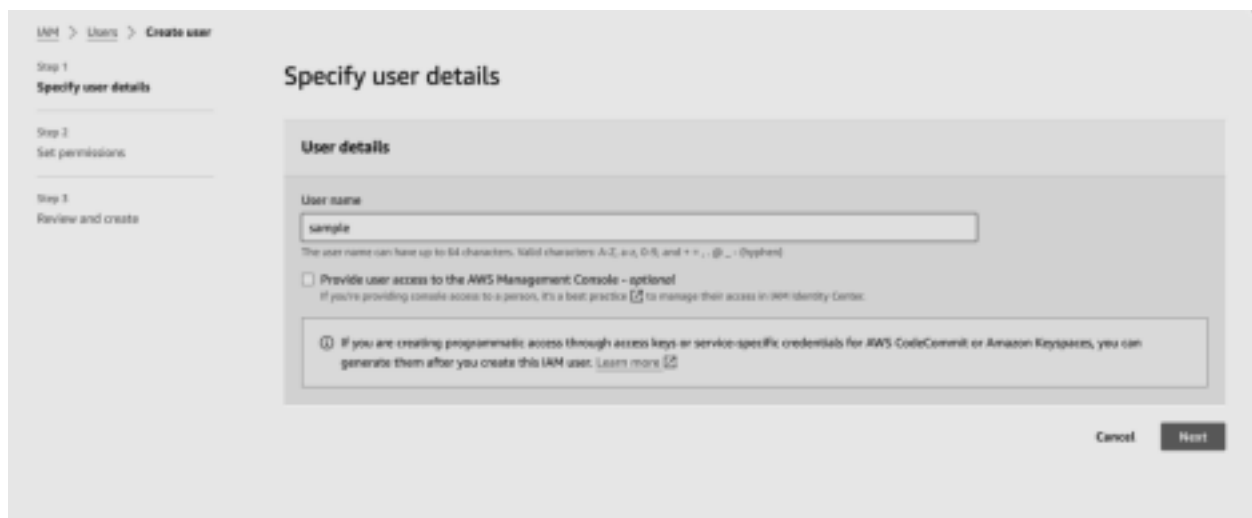 IAM > Users > Create user
Step 1
Specify user details
Step 2
Set permissions
Step 3
Review and create
Specify user details
User details
User name
sample
The user name can have up to 64 characters. Valid characters: A-Z, a-z, 0-9, and + = , . @ _ - (hyphen)
Provide user access to the AWS Management Console - optional
If you're providing console access to a person, it's a best practice to manage their access in IAM Identity Center.
If you are creating programmatic access through access keys or service-specific credentials for AWS CodeCommit or Amazon Keyspaces, you can
generate them after you create this IAM user. Learn more
Cancel
Next